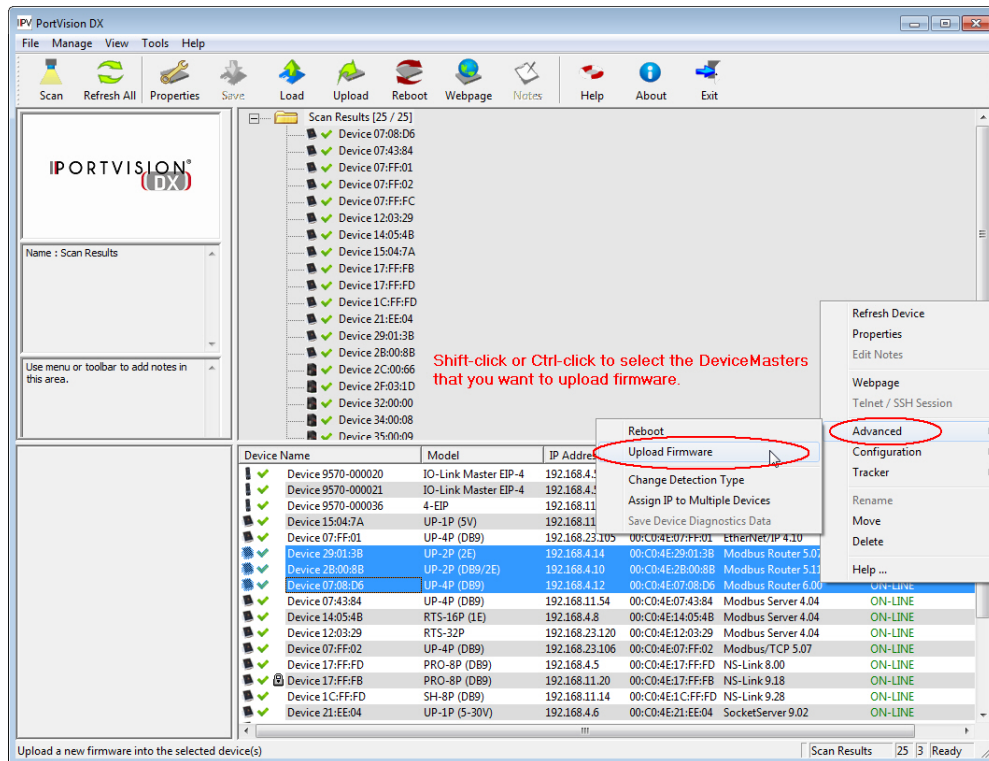 PortVision DX
File Manage View Tools Help
Scan Refresh All Properties Save Load Upload Reboot Webpage Notes Help About Exit
PORTVISION®
(DX)
Name : Scan Results
Use menu or toolbar to add notes in
this area.
Scan Results [25 / 25]
Device 07:08:D6
Device 07:43:84
Device 07:FF:01
Device 07:FF:02
Device 07:FF:FC
Device 12:03:29
Device 14:05:4B
Device 15:04:7A
Device 17:FF:FB
Device 17:FF:FD
Device 1C:FF:FD
Device 21:EE:04
Device 29:01:3B
Device 2B:00:8B
Device 2C:00:66
Device 2F:03:1D
Device 32:00:00
Device 34:00:08
Device 35:00:09
Shift-click or Ctrl-click to select the DeviceMasters
that you want to upload firmware.
Refresh Device
Properties
Edit Notes
Webpage
Telnet / SSH Session
Advanced
Configuration
Tracker
Rename
Move
Delete
Help ...
Reboot
Upload Firmware
Change Detection Type
Assign IP to Multiple Devices
Save Device Diagnostics Data
Device Name Model IP Addres
Device 9570-000020 IO-Link Master EIP-4 192.168.4.
Device 9570-000021 IO-Link Master EIP-4 192.168.4.
Device 9570-000036 4-EIP 192.168.11
Device 15:04:7A UP-1P (5V) 192.168.11
Device 07:FF:01 UP-4P (DB9) 192.168.23.105 00:C0:4E:07:FF:01 EtherNet/IP 4.10
Device 29:01:3B UP-2P (2E) 192.168.4.14 00:C0:4E:29:01:3B Modbus Router 5.07
Device 2B:00:8B UP-2P (DB9/2E) 192.168.4.10 00:C0:4E:2B:00:8B Modbus Router 5.11
Device 07:08:D6 UP-4P (DB9) 192.168.4.12 00:C0:4E:07:08:D6 Modbus Router 6.00 ON-LINE
Device 07:43:84 UP-4P (DB9) 192.168.11.54 00:C0:4E:07:43:84 Modbus Server 4.04 ON-LINE
Device 14:05:4B RTS-16P (1E) 192.168.4.8 00:C0:4E:14:05:4B Modbus Server 4.04 ON-LINE
Device 12:03:29 RTS-32P 192.168.23.120 00:C0:4E:12:03:29 Modbus Server 4.04 ON-LINE
Device 07:FF:02 UP-4P (DB9) 192.168.23.106 00:C0:4E:07:FF:02 Modbus/TCP 5.07 ON-LINE
Device 17:FF:FD PRO-8P (DB9) 192.168.4.5 00:C0:4E:17:FF:FD NS-Link 8.00 ON-LINE
Device 17:FF:FB PRO-8P (DB9) 192.168.11.20 00:C0:4E:17:FF:FB NS-Link 9.18 ON-LINE
Device 1C:FF:FD SH-8P (DB9) 192.168.11.14 00:C0:4E:1C:FF:FD NS-Link 9.28 ON-LINE
Device 21:EE:04 UP-1P (5-30V) 192.168.4.6 00:C0:4E:21:EE:04 SocketServer 9.02 ON-LINE
Upload a new firmware into the selected device(s) Scan Results 25 3 Ready